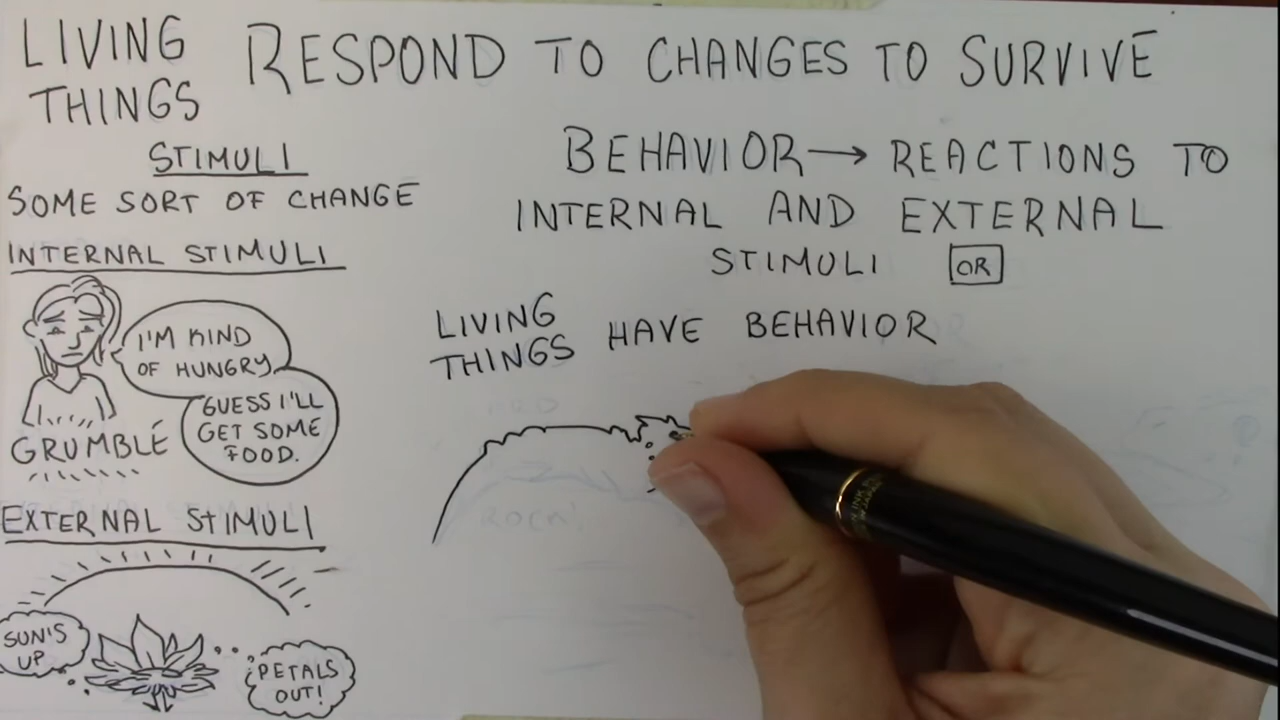 LIVING
THINGS
RESPOND TO CHANGES TO SURVIVE
STIMULI
SOME SORT OF CHANGE
INTERNAL STIMULI
I'M KIND
OF HUNGRY
GUESS I'LL
GET SOME
FOOD.
GRUMBLE
EXTERNAL STIMULI
SUN'S
UP
PETALS
OUT!
BEHAVIOR → REACTIONS TO
INTERNAL AND EXTERNAL
STIMULI OR
LIVING
THINGS
HAVE BEHAVIOR